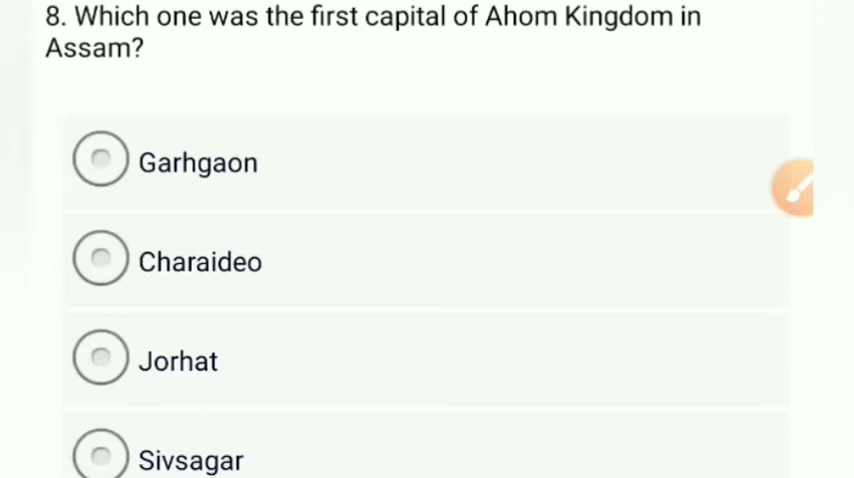 8. Which one was the first capital of Ahom Kingdom in
Assam?
Garhgaon
Charaideo
Jorhat
Sivsagar